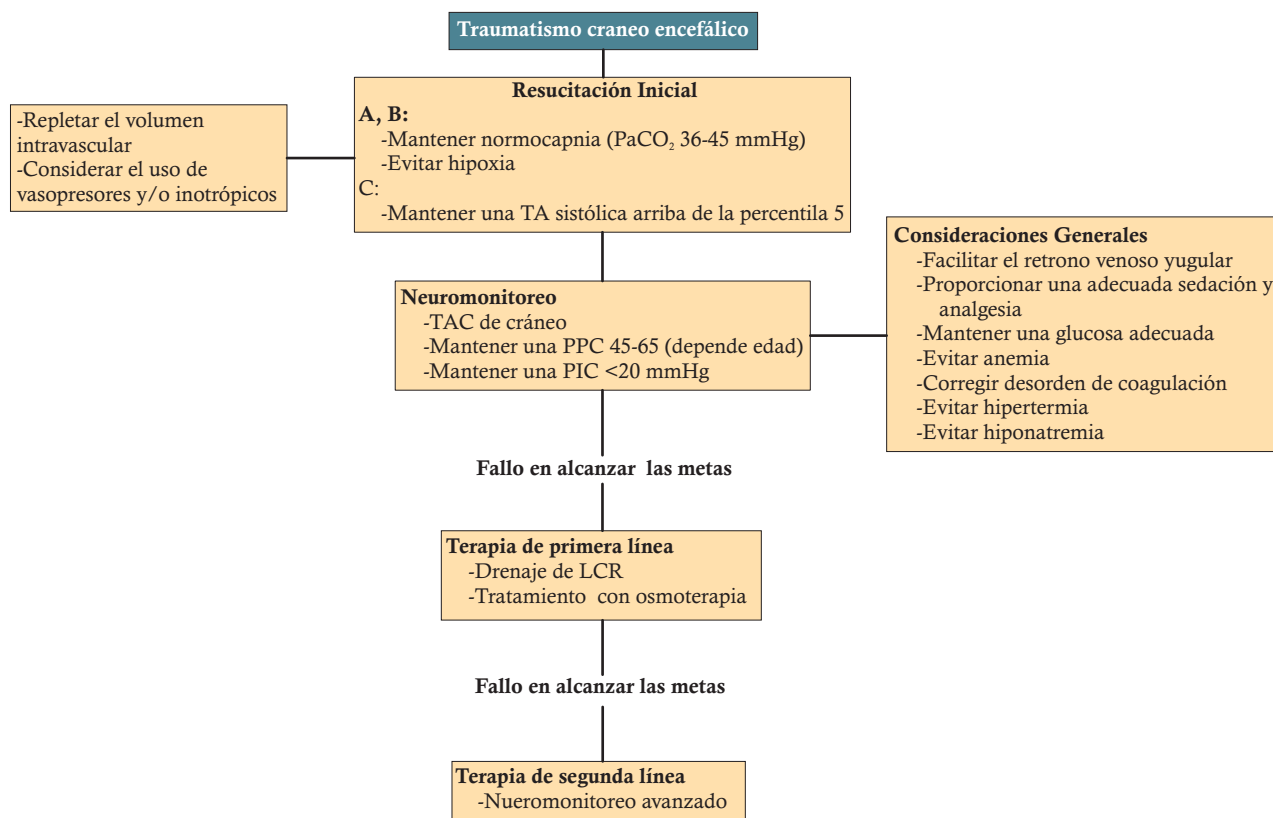 Traumatismo craneo encefálico
Resucitación Inicial
A, B:
-Mantener normocapnia (PaCO₂ 36-45 mmHg)
-Evitar hipoxia
C:
-Mantener una TA sistólica arriba de la percentila 5
-Repletar el volumen
intravascular
-Considerar el uso de
vasopresores y/o inotrópicos
Neuromonitoreo
-TAC de cráneo
-Mantener una PPC 45-65 (depende edad)
-Mantener una PIC <20 mmHg
Consideraciones Generales
-Facilitar el retrono venoso yugular
-Proporcionar una adecuada sedación y
analgesia
-Mantener una glucosa adecuada
-Evitar anemia
-Corregir desorden de coagulación
-Evitar hipertermia
-Evitar hiponatremia
Fallo en alcanzar las metas
Terapia de primera línea
-Drenaje de LCR
-Tratamiento con osmoterapia
Fallo en alcanzar las metas
Terapia de segunda línea
-Nueromonitoreo avanzado